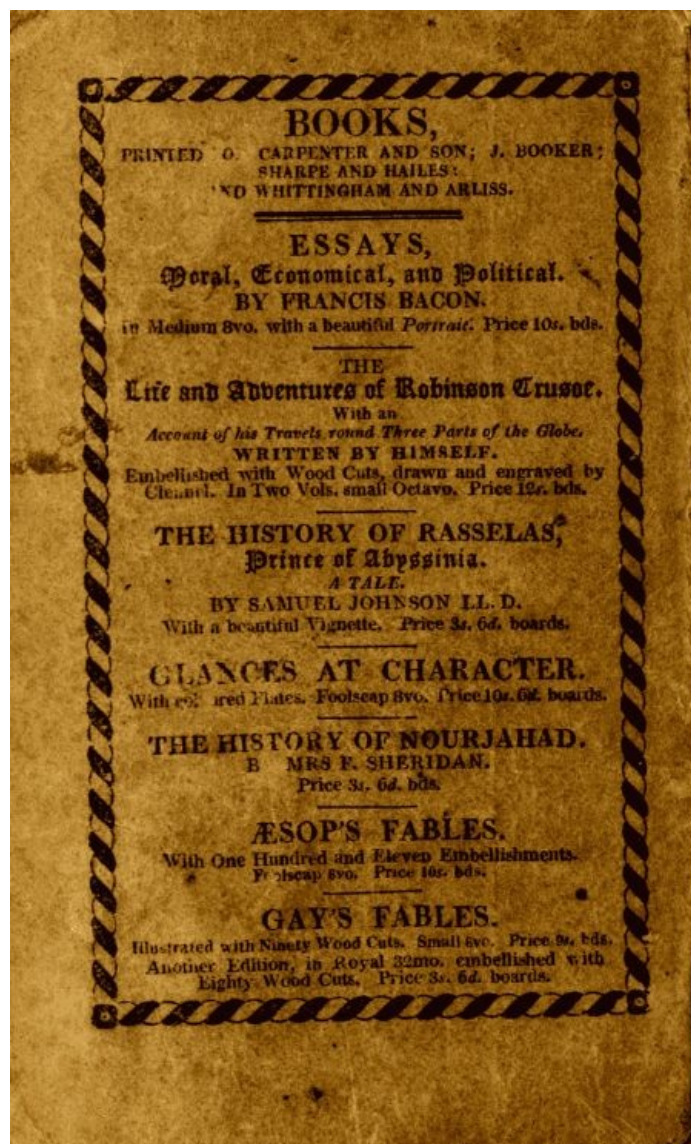 BOOKS,
PRINTED O. CARPENTER AND SON; J. BOOKER;
SHARPE AND HAILES:
ND WHITTINGHAM AND ARLISS.
ESSAYS,
Moral, Economical, and Political.
BY FRANCIS BACON.
in Medium 8vo. with a beautiful Portrait. Price 10s. bds.
THE
Life and Adventures of Robinson Crusoe.
With an
Account of his Travels round Three Parts of the Globe.
WRITTEN BY HIMSELF.
Embellished with Wood Cuts, drawn and engraved by
Clennel. In Two Vols. small Octavo. Price 12s. bds.
THE HISTORY OF RASSELAS,
Prince of Abyssinia.
A TALE.
BY SAMUEL JOHNSON LL. D.
With a beautiful Vignette. Price 3s. 6d. boards.
GLANCES AT CHARACTER.
With Plates. Foolscap 8vo. Price 10s. 6d. boards.
THE HISTORY OF NOURJAHAD.
B MRS F. SHERIDAN.
Price 3s. 6d. bds.
ÆSOP'S FABLES.
With One Hundred and Eleven Embellishments.
Foolscap 8vo. Price 10s. bds.
GAY'S FABLES.
Illustrated with Ninety Wood Cuts. Small 8vo. Price 9s. bds.
Another Edition, in Royal 32mo. embellished with
Eighty Wood Cuts. Price 3s. 6d. boards.